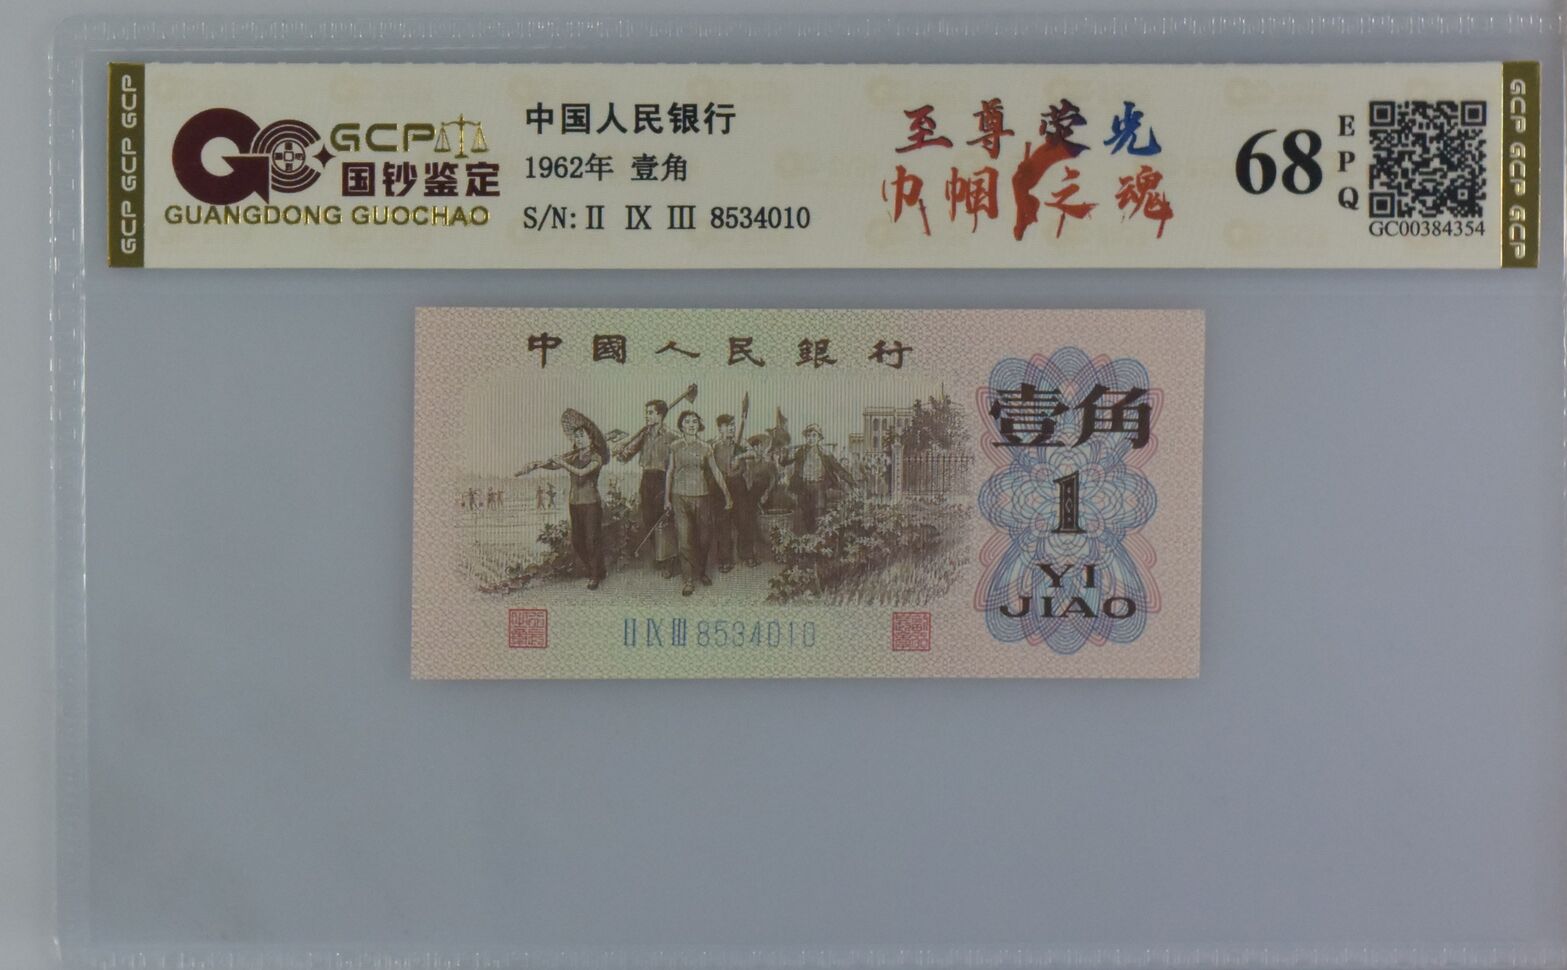 GCP GCP GCP
GCP
国钞鉴定
GUANGDONG GUOCHAO
中国人民银行
1962年 壹角
S/N: II IX III 8534010
至尊荣光
巾帼之魂
68
EPQ
GC00384354
GCP GCP GCP
中國人民銀行
壹角
1
YI
JIAO
II IX III 8534010